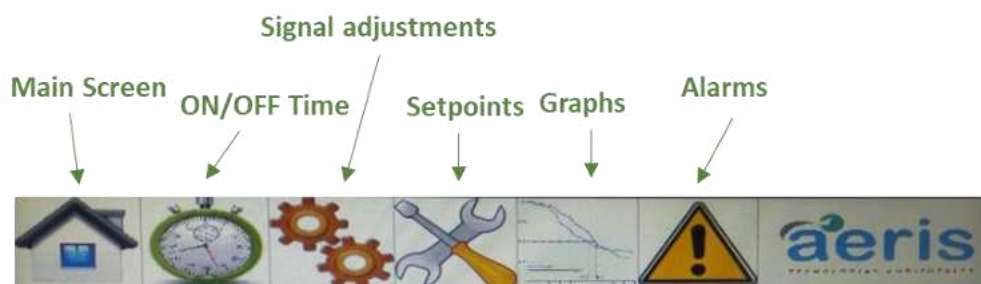 Signal adjustments
Main Screen
ON/OFF Time
Setpoints
Graphs
Alarms
aeris